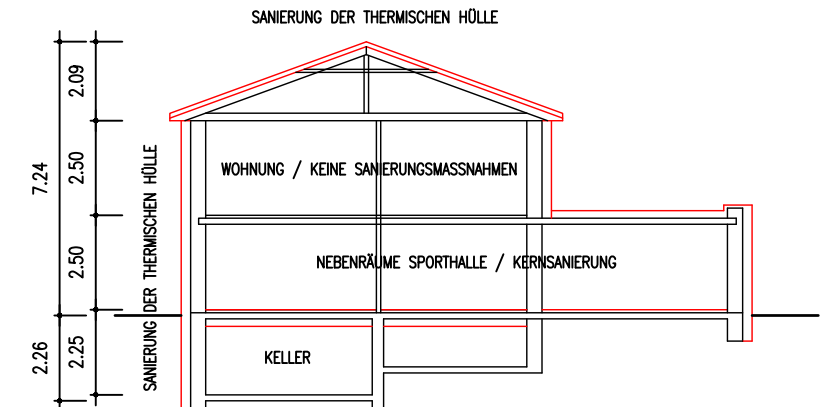 SANIERUNG DER THERMISCHEN HÜLLE
2.09
7.24
2.50
SANIERUNG DER THERMISCHEN HÜLLE
WOHNUNG / KEINE SANIERUNGSMASSNAHMEN
2.50
NEBENRÄUME SPORTHALLE / KERNSANIERUNG
2.26
2.25
KELLER